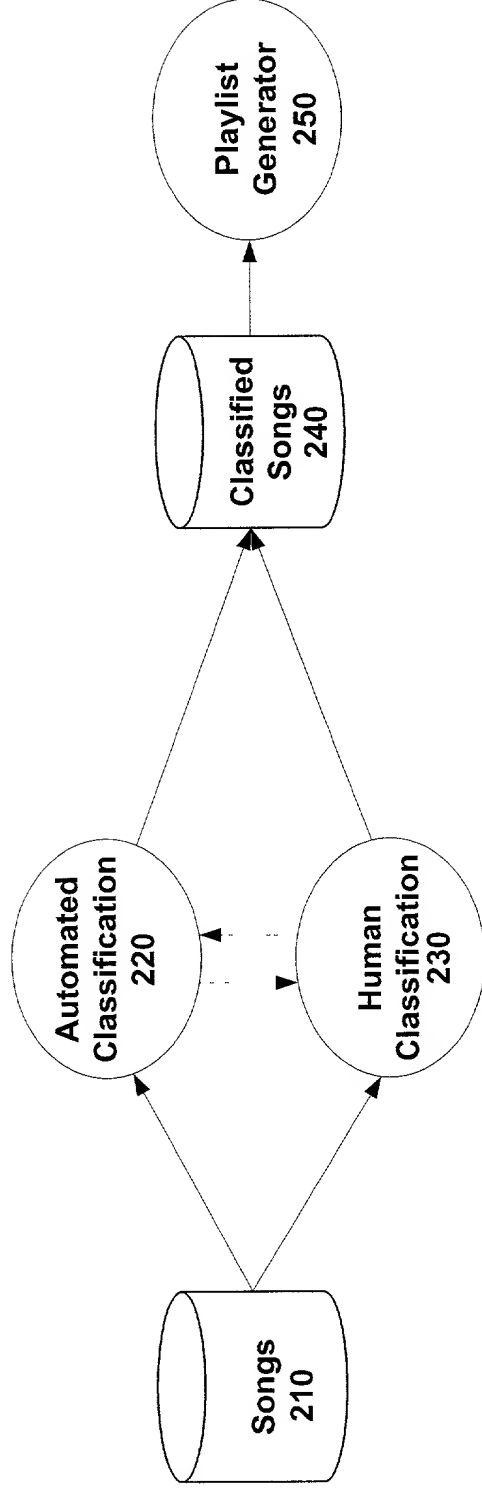 Songs
210
Automated
Classification
220
Human
Classification
230
Classified
Songs
240
Playlist
Generator
250